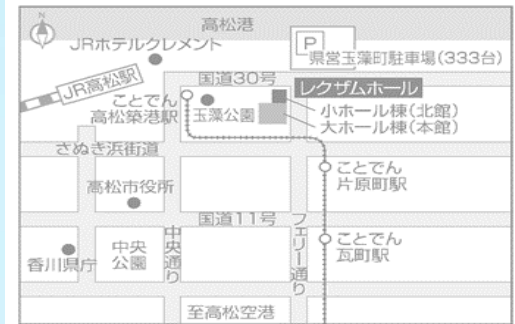 N
高松港
JRホテルクレメント
P
県営玉藻町駐車場(333台)
国道30号
JR高松駅
レクザムホール
ことでん
高松築港駅
玉藻公園
小ホール棟(北館)
大ホール棟(本館)
さぬき浜街道
ことでん
片原町駅
高松市役所
国道11号
フェリー通り
中央通り
中央
公園
香川県庁
ことでん
瓦町駅
至高松空港